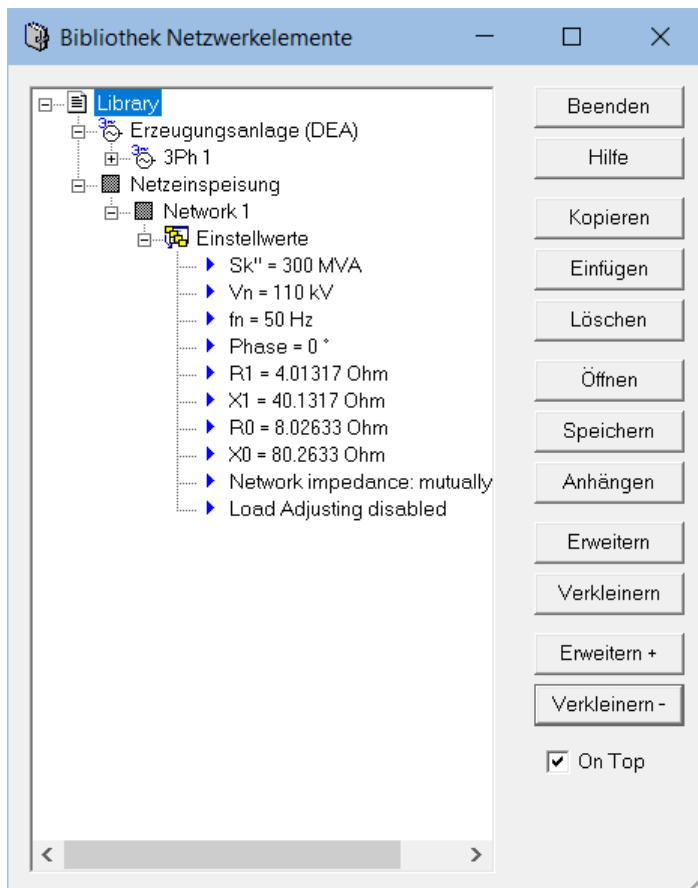 Bibliothek Netzwerkelemente
Library
Erzeugungsanlage (DEA)
3Ph 1
Netzeinspeisung
Network 1
Einstellwerte
Sk'' = 300 MVA
Vn = 110 kV
fn = 50 Hz
Phase = 0 °
R1 = 4.01317 Ohm
X1 = 40.1317 Ohm
R0 = 8.02633 Ohm
X0 = 80.2633 Ohm
Network impedance: mutually
Load Adjusting disabled
Beenden
Hilfe
Kopieren
Einfügen
Löschen
Öffnen
Speichern
Anhängen
Erweitern
Verkleinern
Erweitern +
Verkleinern -
On Top